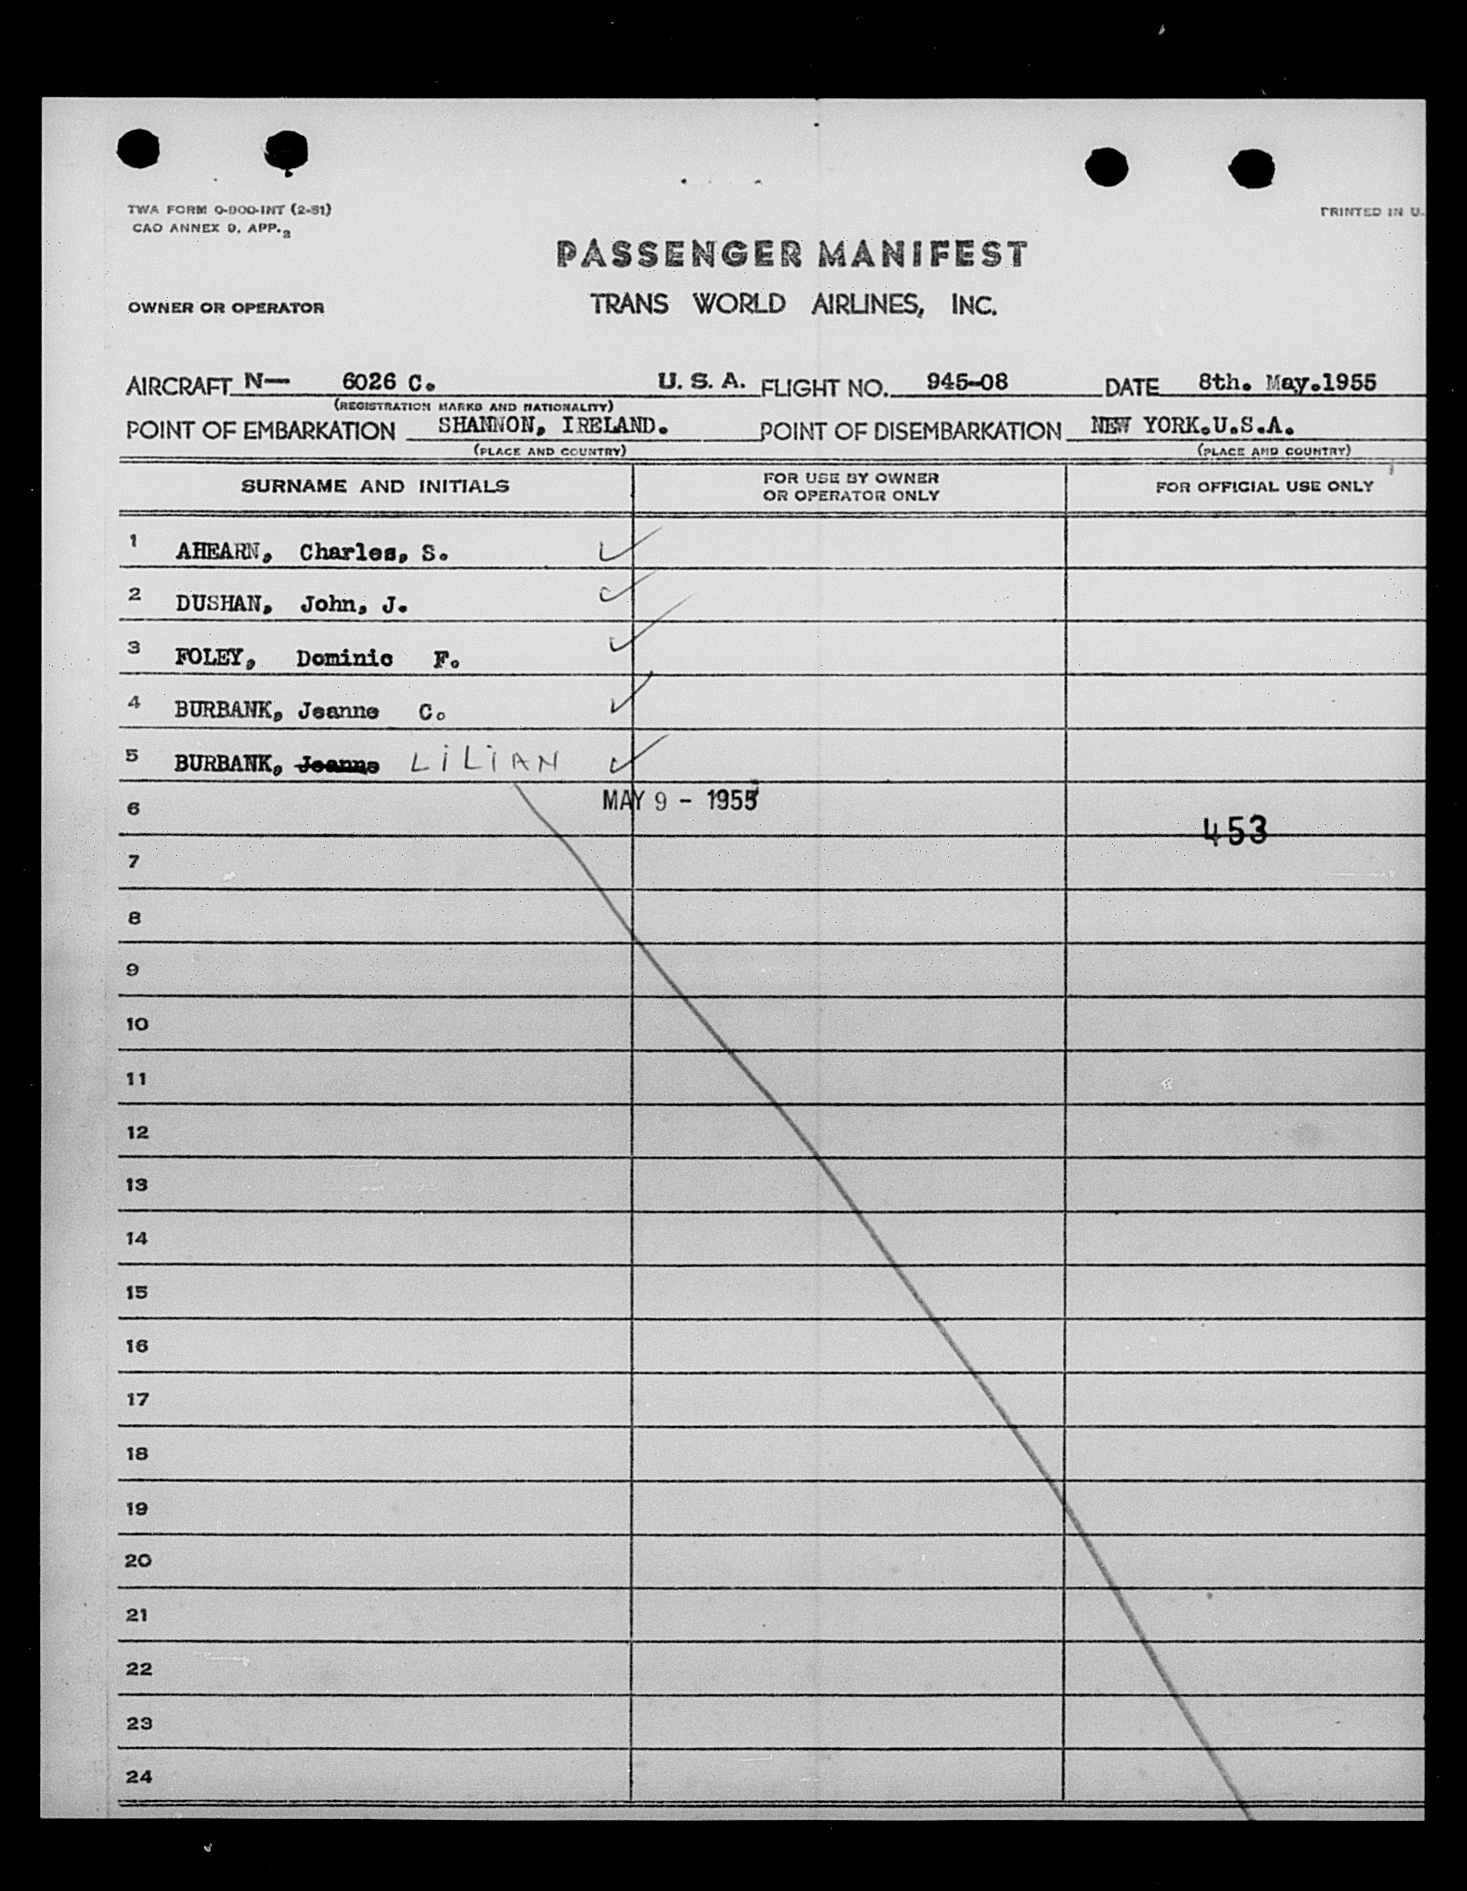 TWA FORM O-900-INT (2-51)
CAO ANNEX 9, APP. 2
PRINTED IN U.
PASSENGER MANIFEST
OWNER OR OPERATOR
TRANS WORLD AIRLINES, INC.
AIRCRAFT N— 6026 C. U. S. A. FLIGHT NO. 945-08 DATE 8th. May.1955
(REGISTRATION MARKS AND NATIONALITY)
POINT OF EMBARKATION SHANNON, IRELAND. POINT OF DISEMBARKATION NEW YORK.U.S.A.
(PLACE AND COUNTRY) (PLACE AND COUNTRY)
SURNAME AND INITIALS FOR USE BY OWNER OR OPERATOR ONLY FOR OFFICIAL USE ONLY
1 AHEARN, Charles, S. ✓
2 DUSHAN, John, J. ✓
3 FOLEY, Dominic F. ✓
4 BURBANK, Jeanne C. ✓
5 BURBANK, Jeanne LILIAN ✓
MAY 9 - 1955
6
453
7
8
9
10
11
12
13
14
15
16
17
18
19
20
21
22
23
24